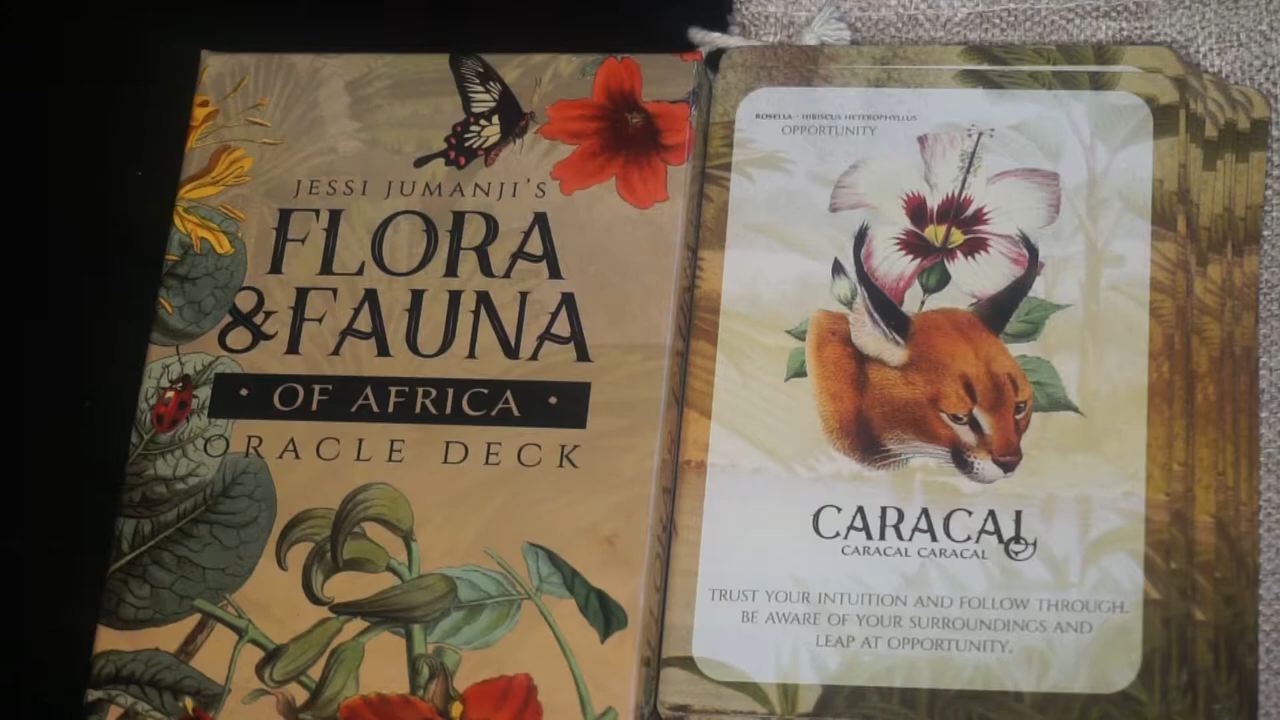 JESSI JUMANJI'S
FLORA
&FAUNA
• OF AFRICA •
ORACLE DECK
ROSELLA - HIBISCUS HETEROPHYLLUS
OPPORTUNITY
CARACAL
CARACAL CARACAL
TRUST YOUR INTUITION AND FOLLOW THROUGH.
BE AWARE OF YOUR SURROUNDINGS AND
LEAP AT OPPORTUNITY.